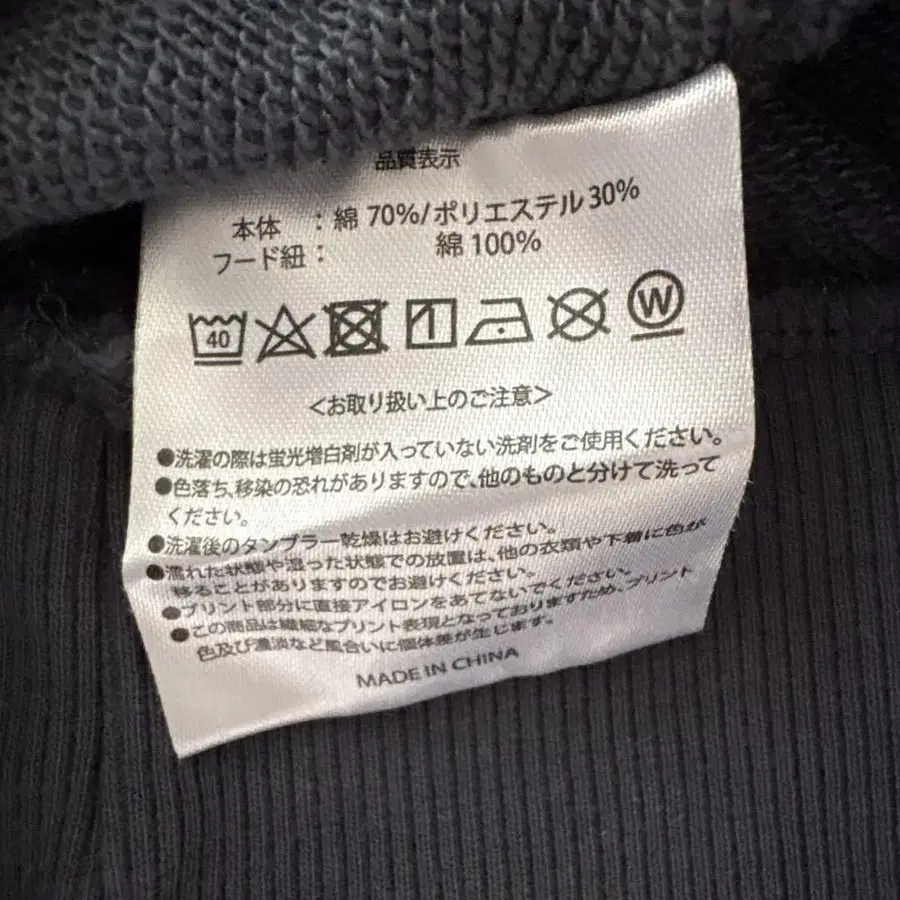 品質表示
本体 : 綿 70%/ポリエステル 30%
フード紐 : 綿 100%
40 W
<お取り扱い上のご注意>
●洗濯の際は蛍光増白剤が入っていない洗剤をご使用ください。
●色落ち、移染の恐れがありますので、他のものと分けて洗って
ください。
●洗濯後のタンブラー乾燥はお避けください。
●濡れた状態や湿った状態での放置は、他の衣類や下着に色が
移ることがありますのでお避けください。
●プリント部分に直接アイロンをあてないでください。
●この商品は繊細なプリント表現となっておりますため、プリント
色及び濃淡など風合いに個体差が生じます。
MADE IN CHINA